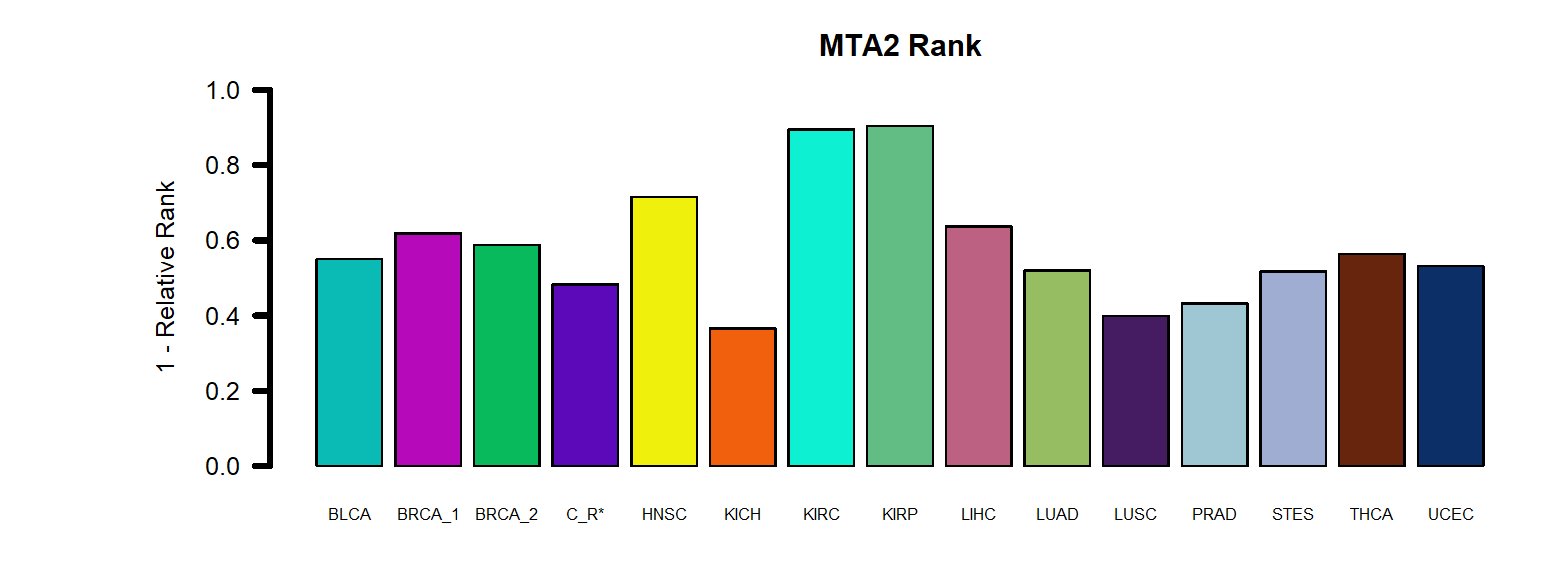 MTA2 Rank
1 - Relative Rank
1.0
0.8
0.6
0.4
0.2
0.0
BLCA BRCA_1 BRCA_2 C_R* HNSC KICH KIRC KIRP LIHC LUAD LUSC PRAD STES THCA UCEC